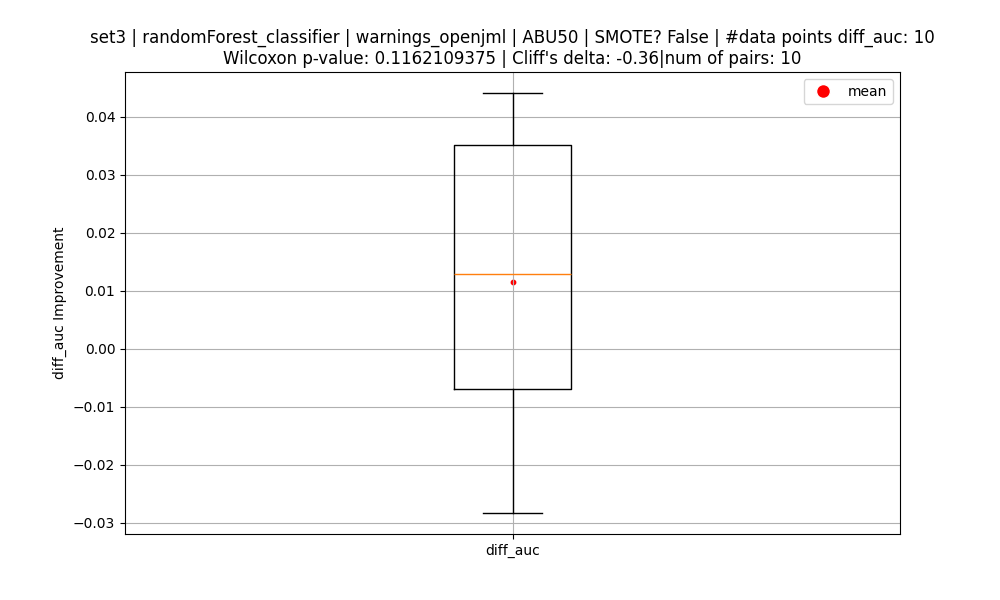 set3 | randomForest_classifier | warnings_openjml | ABU50 | SMOTE? False | #data points diff_auc: 10
Wilcoxon p-value: 0.1162109375 | Cliff's delta: -0.36|num of pairs: 10
mean
0.04
0.03
0.02
0.01
0.00
−0.01
−0.02
−0.03
diff_auc Improvement
diff_auc